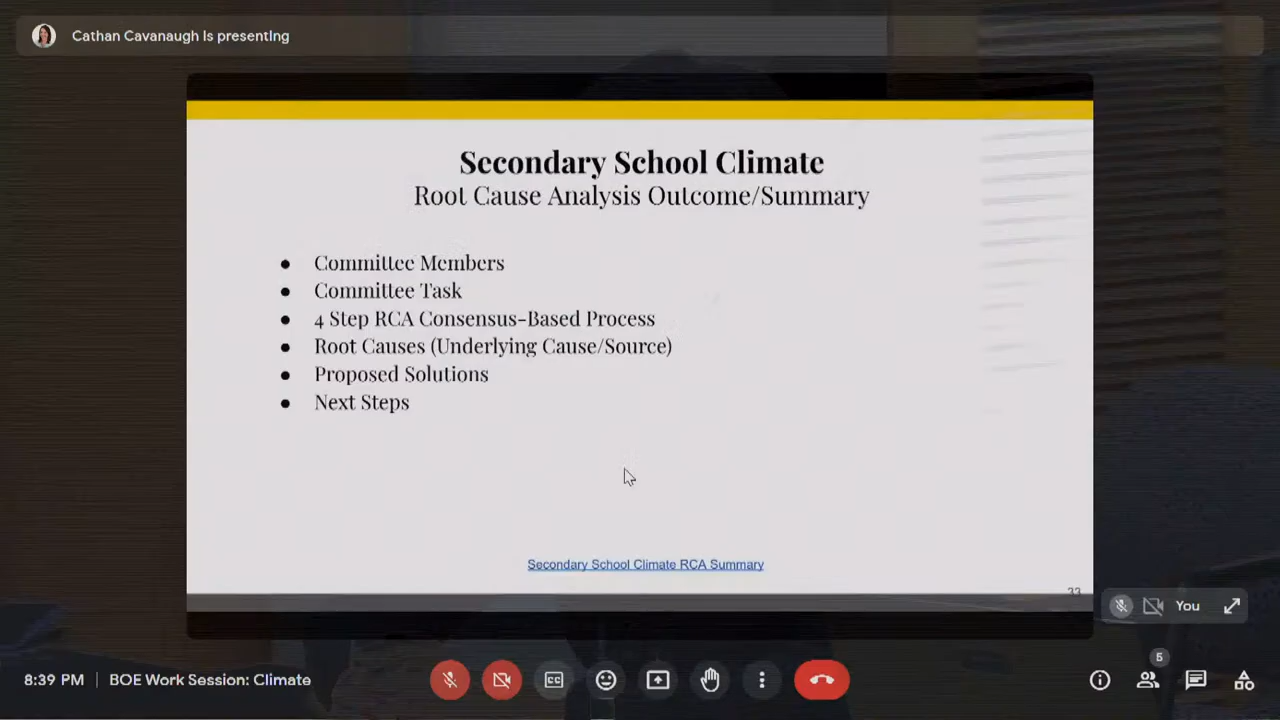 Cathan Cavanaugh is presenting
Secondary School Climate
Root Cause Analysis Outcome/Summary
● Committee Members
● Committee Task
● 4 Step RCA Consensus-Based Process
● Root Causes (Underlying Cause/Source)
● Proposed Solutions
● Next Steps
Secondary School Climate RCA Summary
33
You
5
8:39 PM | BOE Work Session: Climate